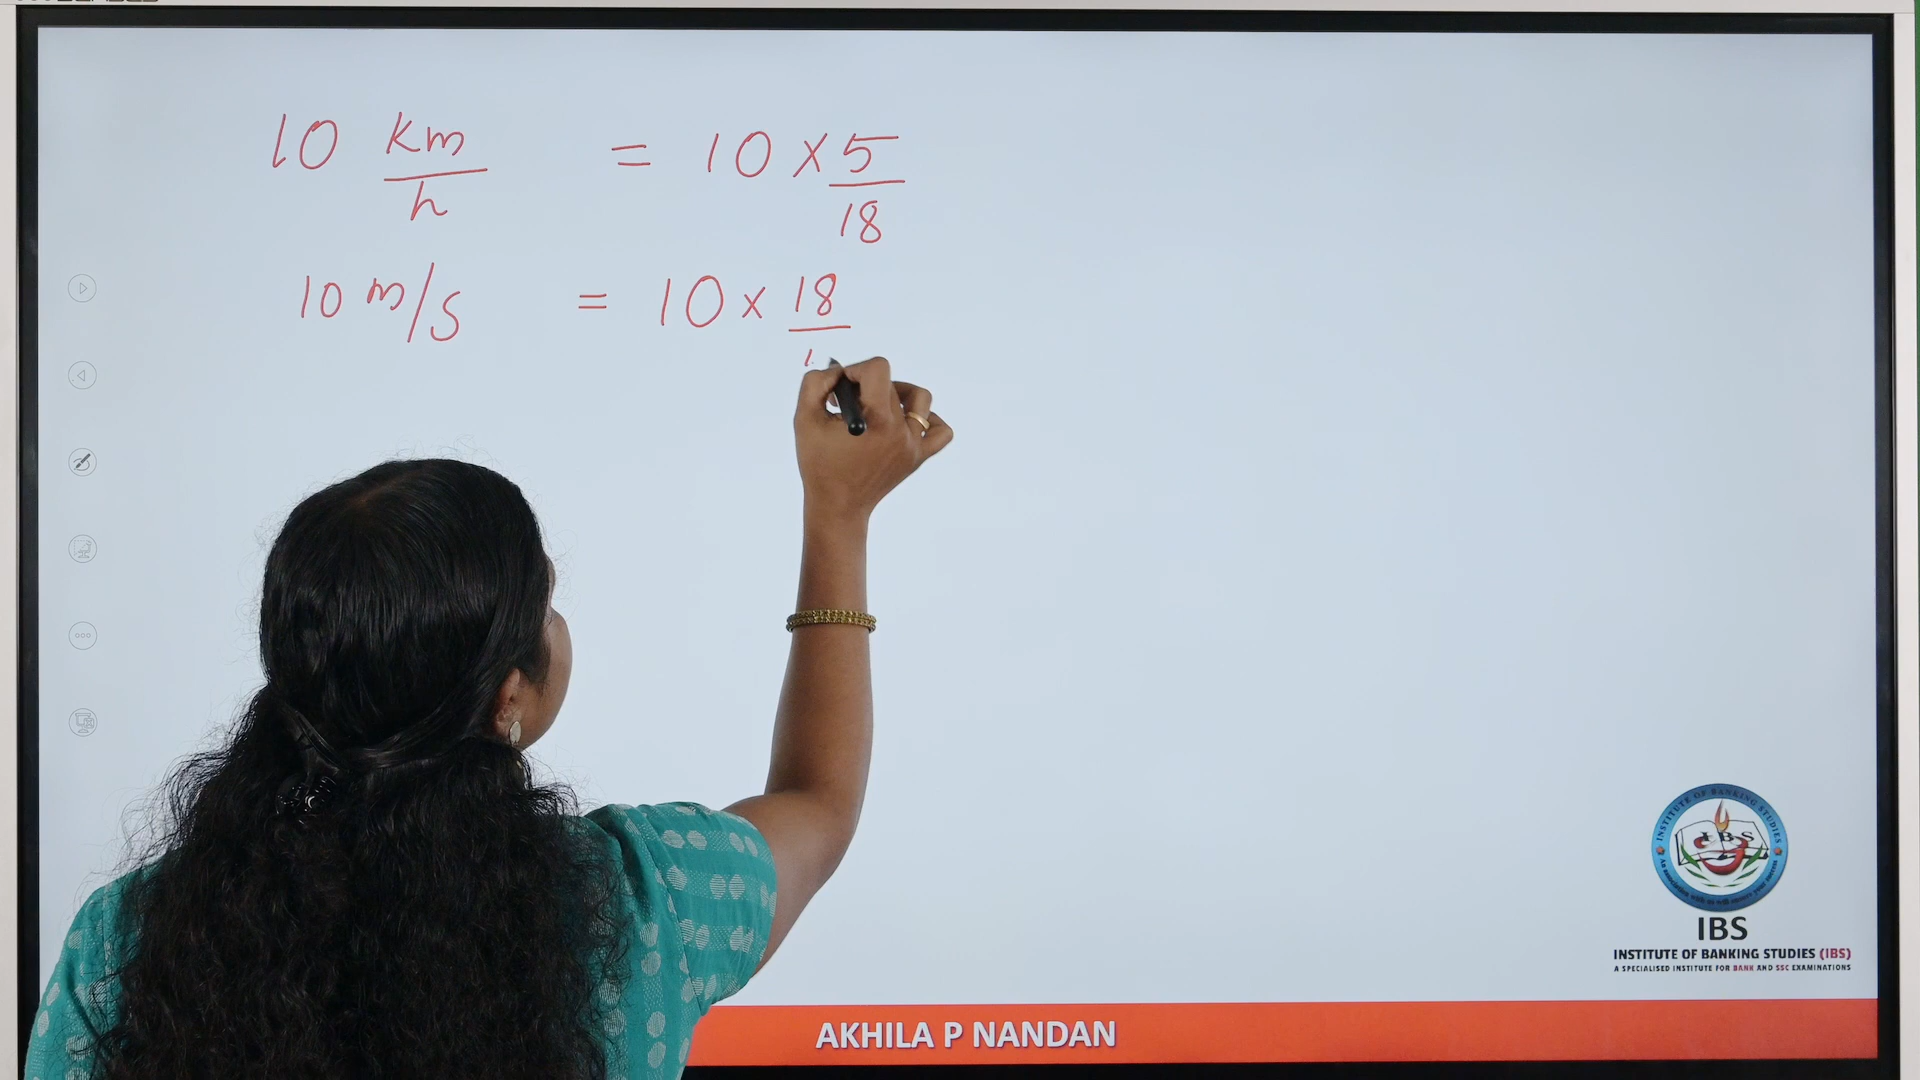 10 km/h = 10 × 5/18
10 m/s = 10 × 18/
IBS
IBS
INSTITUTE OF BANKING STUDIES (IBS)
A SPECIALISED INSTITUTE FOR BANK AND SSC EXAMINATIONS
AKHILA P NANDAN